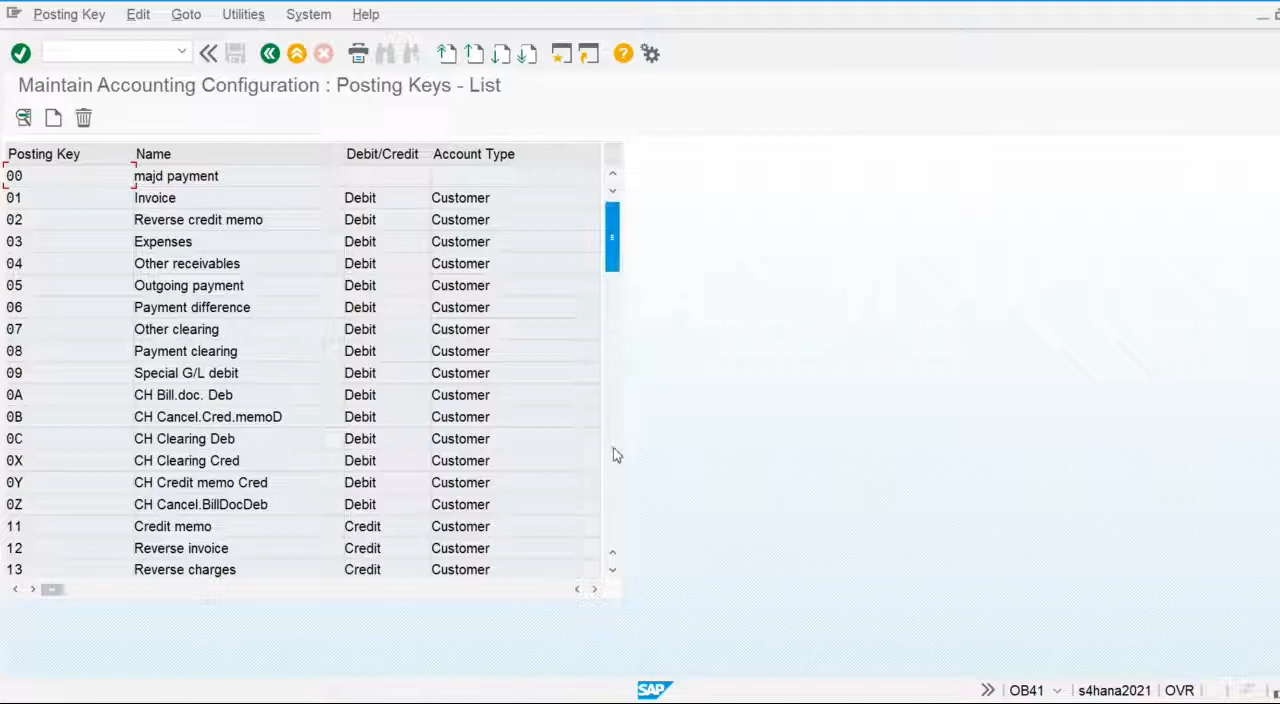 Posting Key Edit Goto Utilities System Help
Maintain Accounting Configuration : Posting Keys - List
Posting Key Name Debit/Credit Account Type
00 majd payment
01 Invoice Debit Customer
02 Reverse credit memo Debit Customer
03 Expenses Debit Customer
04 Other receivables Debit Customer
05 Outgoing payment Debit Customer
06 Payment difference Debit Customer
07 Other clearing Debit Customer
08 Payment clearing Debit Customer
09 Special G/L debit Debit Customer
0A CH Bill.doc. Deb Debit Customer
0B CH Cancel.Cred.memoD Debit Customer
0C CH Clearing Deb Debit Customer
0X CH Clearing Cred Debit Customer
0Y CH Credit memo Cred Debit Customer
0Z CH Cancel.BillDocDeb Debit Customer
11 Credit memo Credit Customer
12 Reverse invoice Credit Customer
13 Reverse charges Credit Customer
SAP OB41 s4hana2021 OVR